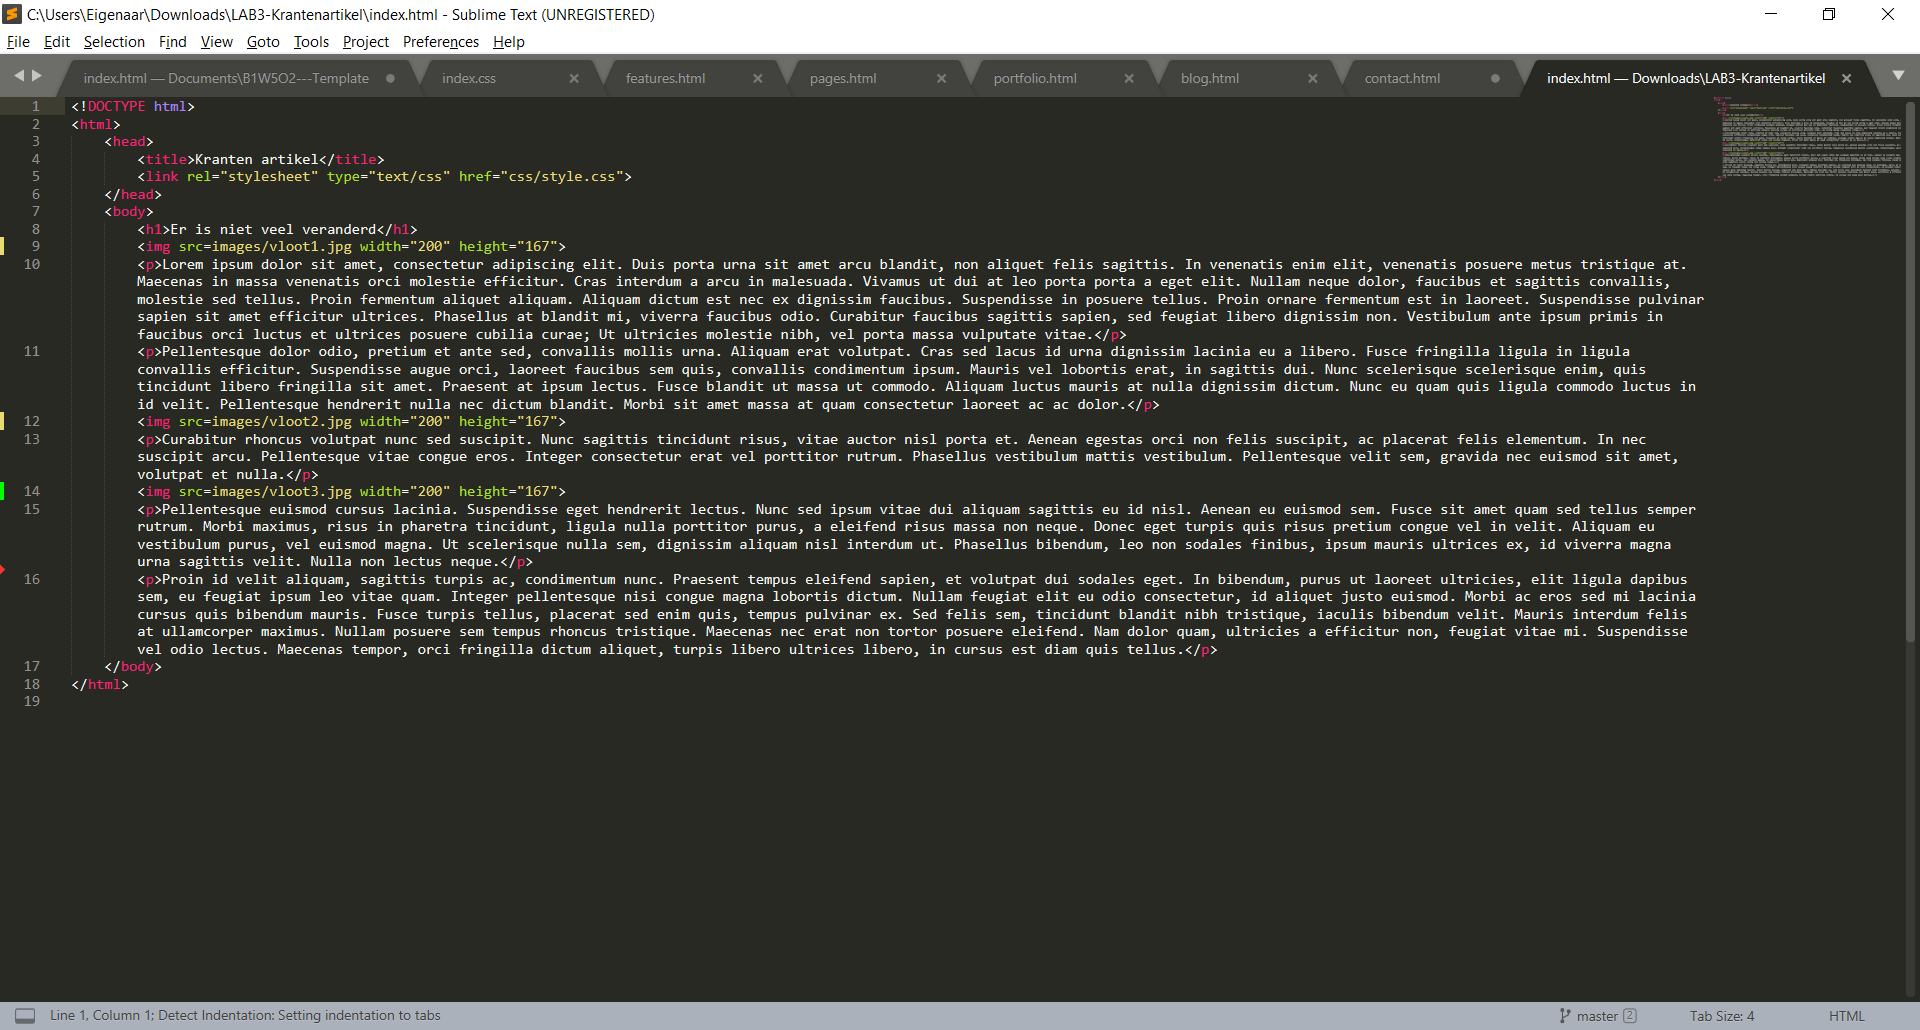 C:\Users\Eigenaar\Downloads\LAB3-Krantenartikel\index.html - Sublime Text (UNREGISTERED)
File Edit Selection Find View Goto Tools Project Preferences Help
index.html — Documents\B1W5O2---Template index.css features.html pages.html portfolio.html blog.html contact.html index.html — Downloads\LAB3-Krantenartikel
1 <!DOCTYPE html>
2 <html>
3 <head>
4 <title>Kranten artikel</title>
5 <link rel="stylesheet" type="text/css" href="css/style.css">
6 </head>
7 <body>
8 <h1>Er is niet veel veranderd</h1>
9 <img src=images/vloot1.jpg width="200" height="167">
10 <p>Lorem ipsum dolor sit amet, consectetur adipiscing elit. Duis porta urna sit amet arcu blandit, non aliquet felis sagittis. In venenatis enim elit, venenatis posuere metus tristique at.
Maecenas in massa venenatis orci molestie efficitur. Cras interdum a arcu in malesuada. Vivamus ut dui at leo porta porta a eget elit. Nullam neque dolor, faucibus et sagittis convallis,
molestie sed tellus. Proin fermentum aliquet aliquam. Aliquam dictum est nec ex dignissim faucibus. Suspendisse in posuere tellus. Proin ornare fermentum est in laoreet. Suspendisse pulvinar
sapien sit amet efficitur ultrices. Phasellus at blandit mi, viverra faucibus odio. Curabitur faucibus sagittis sapien, sed feugiat libero dignissim non. Vestibulum ante ipsum primis in
faucibus orci luctus et ultrices posuere cubilia curae; Ut ultricies molestie nibh, vel porta massa vulputate vitae.</p>
11 <p>Pellentesque dolor odio, pretium et ante sed, convallis mollis urna. Aliquam erat volutpat. Cras sed lacus id urna dignissim lacinia eu a libero. Fusce fringilla ligula in ligula
convallis efficitur. Suspendisse augue orci, laoreet faucibus sem quis, convallis condimentum ipsum. Mauris vel lobortis erat, in sagittis dui. Nunc scelerisque scelerisque enim, quis
tincidunt libero fringilla sit amet. Praesent at ipsum lectus. Fusce blandit ut massa ut commodo. Aliquam luctus mauris at nulla dignissim dictum. Nunc eu quam quis ligula commodo luctus in
id velit. Pellentesque hendrerit nulla nec dictum blandit. Morbi sit amet massa at quam consectetur laoreet ac ac dolor.</p>
12 <img src=images/vloot2.jpg width="200" height="167">
13 <p>Curabitur rhoncus volutpat nunc sed suscipit. Nunc sagittis tincidunt risus, vitae auctor nisl porta et. Aenean egestas orci non felis suscipit, ac placerat felis elementum. In nec
suscipit arcu. Pellentesque vitae congue eros. Integer consectetur erat vel porttitor rutrum. Phasellus vestibulum mattis vestibulum. Pellentesque velit sem, gravida nec euismod sit amet,
volutpat et nulla.</p>
14 <img src=images/vloot3.jpg width="200" height="167">
15 <p>Pellentesque euismod cursus lacinia. Suspendisse eget hendrerit lectus. Nunc sed ipsum vitae dui aliquam sagittis eu id nisl. Aenean eu euismod sem. Fusce sit amet quam sed tellus semper
rutrum. Morbi maximus, risus in pharetra tincidunt, ligula nulla porttitor purus, a eleifend risus massa non neque. Donec eget turpis quis risus pretium congue vel in velit. Aliquam eu
vestibulum purus, vel euismod magna. Ut scelerisque nulla sem, dignissim aliquam nisl interdum ut. Phasellus bibendum, leo non sodales finibus, ipsum mauris ultrices ex, id viverra magna
urna sagittis velit. Nulla non lectus neque.</p>
16 <p>Proin id velit aliquam, sagittis turpis ac, condimentum nunc. Praesent tempus eleifend sapien, et volutpat dui sodales eget. In bibendum, purus ut laoreet ultricies, elit ligula dapibus
sem, eu feugiat ipsum leo vitae quam. Integer pellentesque nisi congue magna lobortis dictum. Nullam feugiat elit eu odio consectetur, id aliquet justo euismod. Morbi ac eros sed mi lacinia
cursus quis bibendum mauris. Fusce turpis tellus, placerat sed enim quis, tempus pulvinar ex. Sed felis sem, tincidunt blandit nibh tristique, iaculis bibendum velit. Mauris interdum felis
at ullamcorper maximus. Nullam posuere sem tempus rhoncus tristique. Maecenas nec erat non tortor posuere eleifend. Nam dolor quam, ultricies a efficitur non, feugiat vitae mi. Suspendisse
vel odio lectus. Maecenas tempor, orci fringilla dictum aliquet, turpis libero ultrices libero, in cursus est diam quis tellus.</p>
17 </body>
18 </html>
19
Line 1, Column 1; Detect Indentation: Setting indentation to tabs master 2 Tab Size: 4 HTML